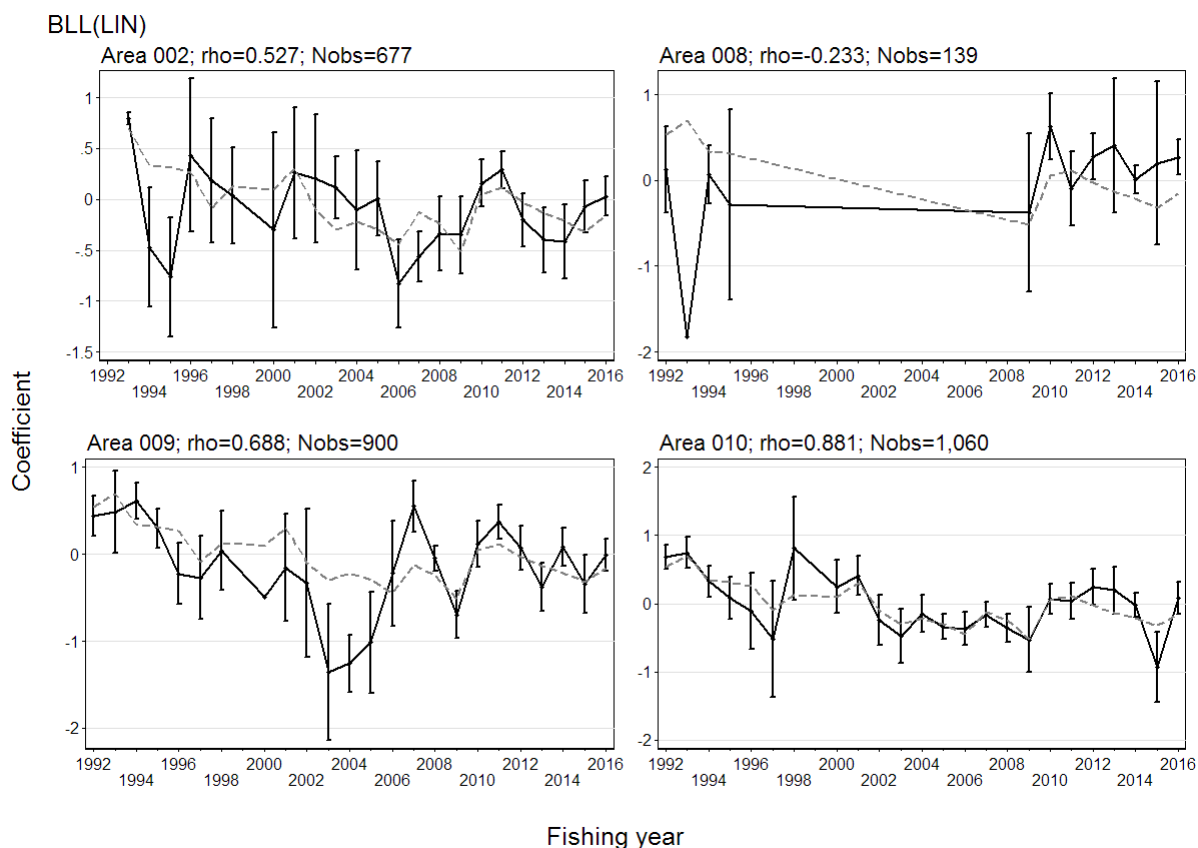 BLL(LIN)
Area 002; rho=0.527; Nobs=677
1
.5
0
-.5
-1
-1.5
1992 1996 2000 2004 2008 2012 2016
1994 1998 2002 2006 2010 2014
Area 008; rho=-0.233; Nobs=139
1
0
-1
-2
1992 1996 2000 2004 2008 2012 2016
1994 1998 2002 2006 2010 2014
Coefficient
Area 009; rho=0.688; Nobs=900
1
0
-1
-2
1992 1996 2000 2004 2008 2012 2016
1994 1998 2002 2006 2010 2014
Area 010; rho=0.881; Nobs=1,060
2
1
0
-1
-2
1992 1996 2000 2004 2008 2012 2016
1994 1998 2002 2006 2010 2014
Fishing year